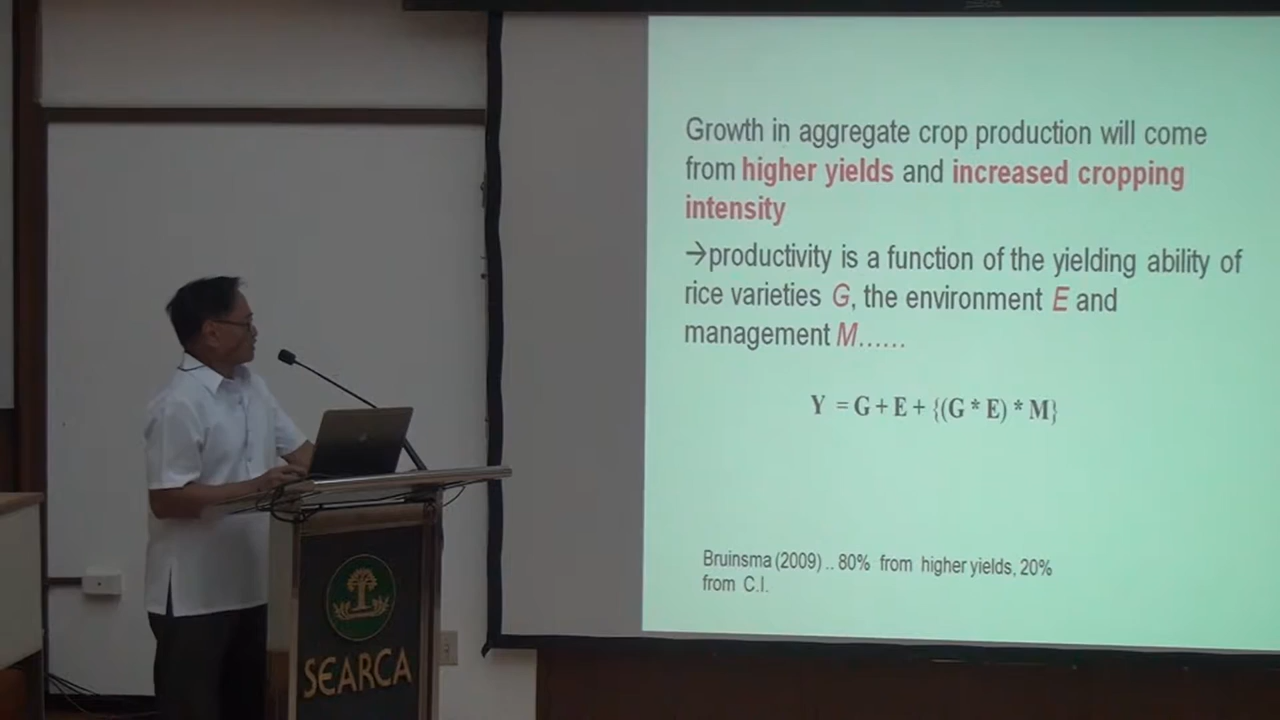 Growth in aggregate crop production will come
from higher yields and increased cropping
intensity
→productivity is a function of the yielding ability of
rice varieties G, the environment E and
management M......
Y = G + E + {(G * E) * M}
Bruinsma (2009) .. 80% from higher yields, 20%
from C.I.
SEARCA